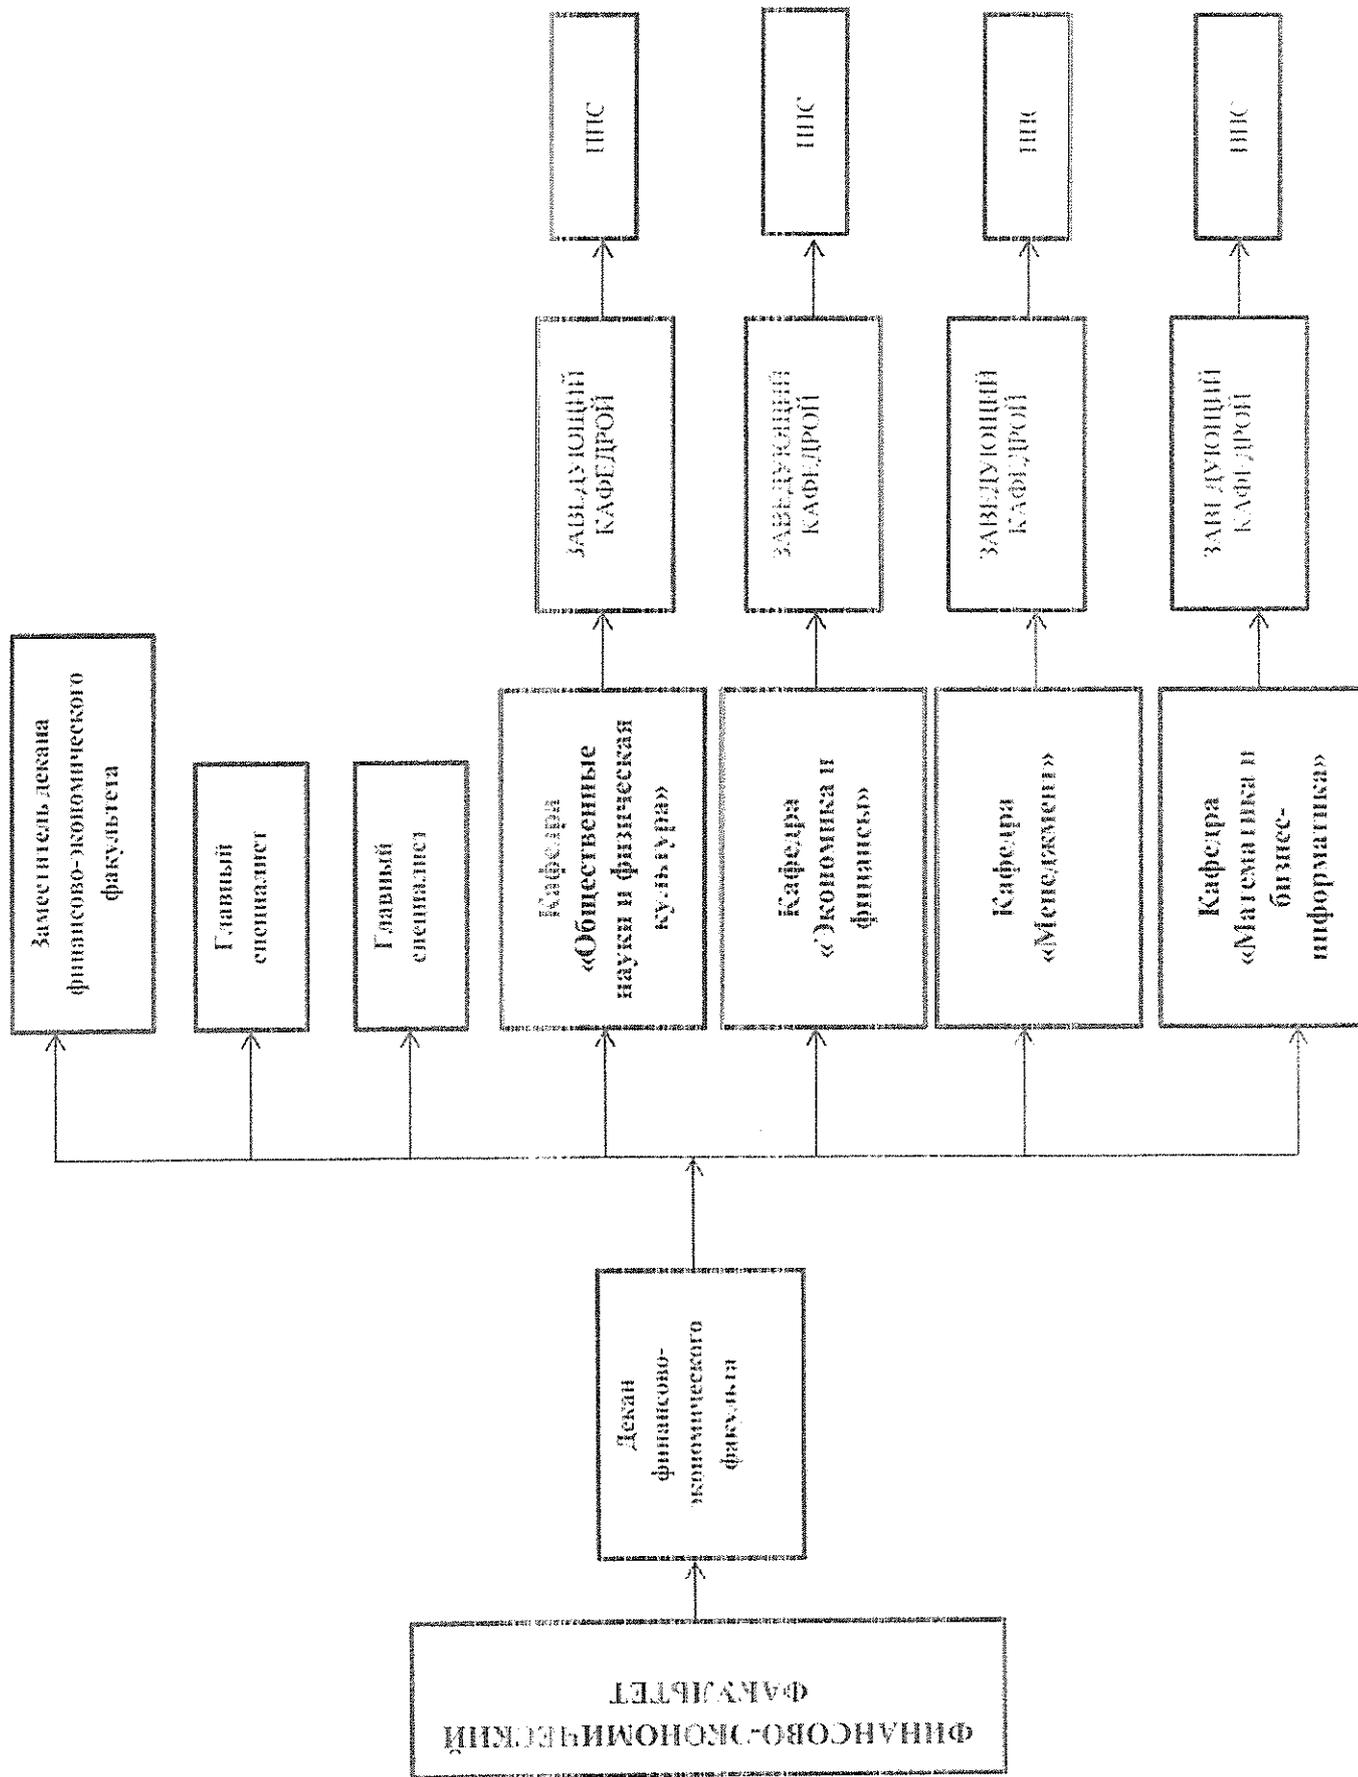 ФИНАНСОВО-ЭКОНОМИЧЕСКИЙ
ФАКУЛЬТЕТ
Декан
финансово-
экономического
факульта
Заместитель декана
финансово-экономического
факультета
Главный
специалист
Главный
специалист
Кафедра
«Общественные
науки и физическая
культура»
ЗАВЕДУЮЩИЙ
КАФЕДРОЙ
ППС
Кафедра
«Экономика и
финансы»
ЗАВЕДУЮЩИЙ
КАФЕДРОЙ
ППС
Кафедра
«Менеджмент»
ЗАВЕДУЮЩИЙ
КАФЕДРОЙ
ППС
Кафедра
«Математика и
бизнес-
информатика»
ЗАВЕДУЮЩИЙ
КАФЕДРОЙ
ППС